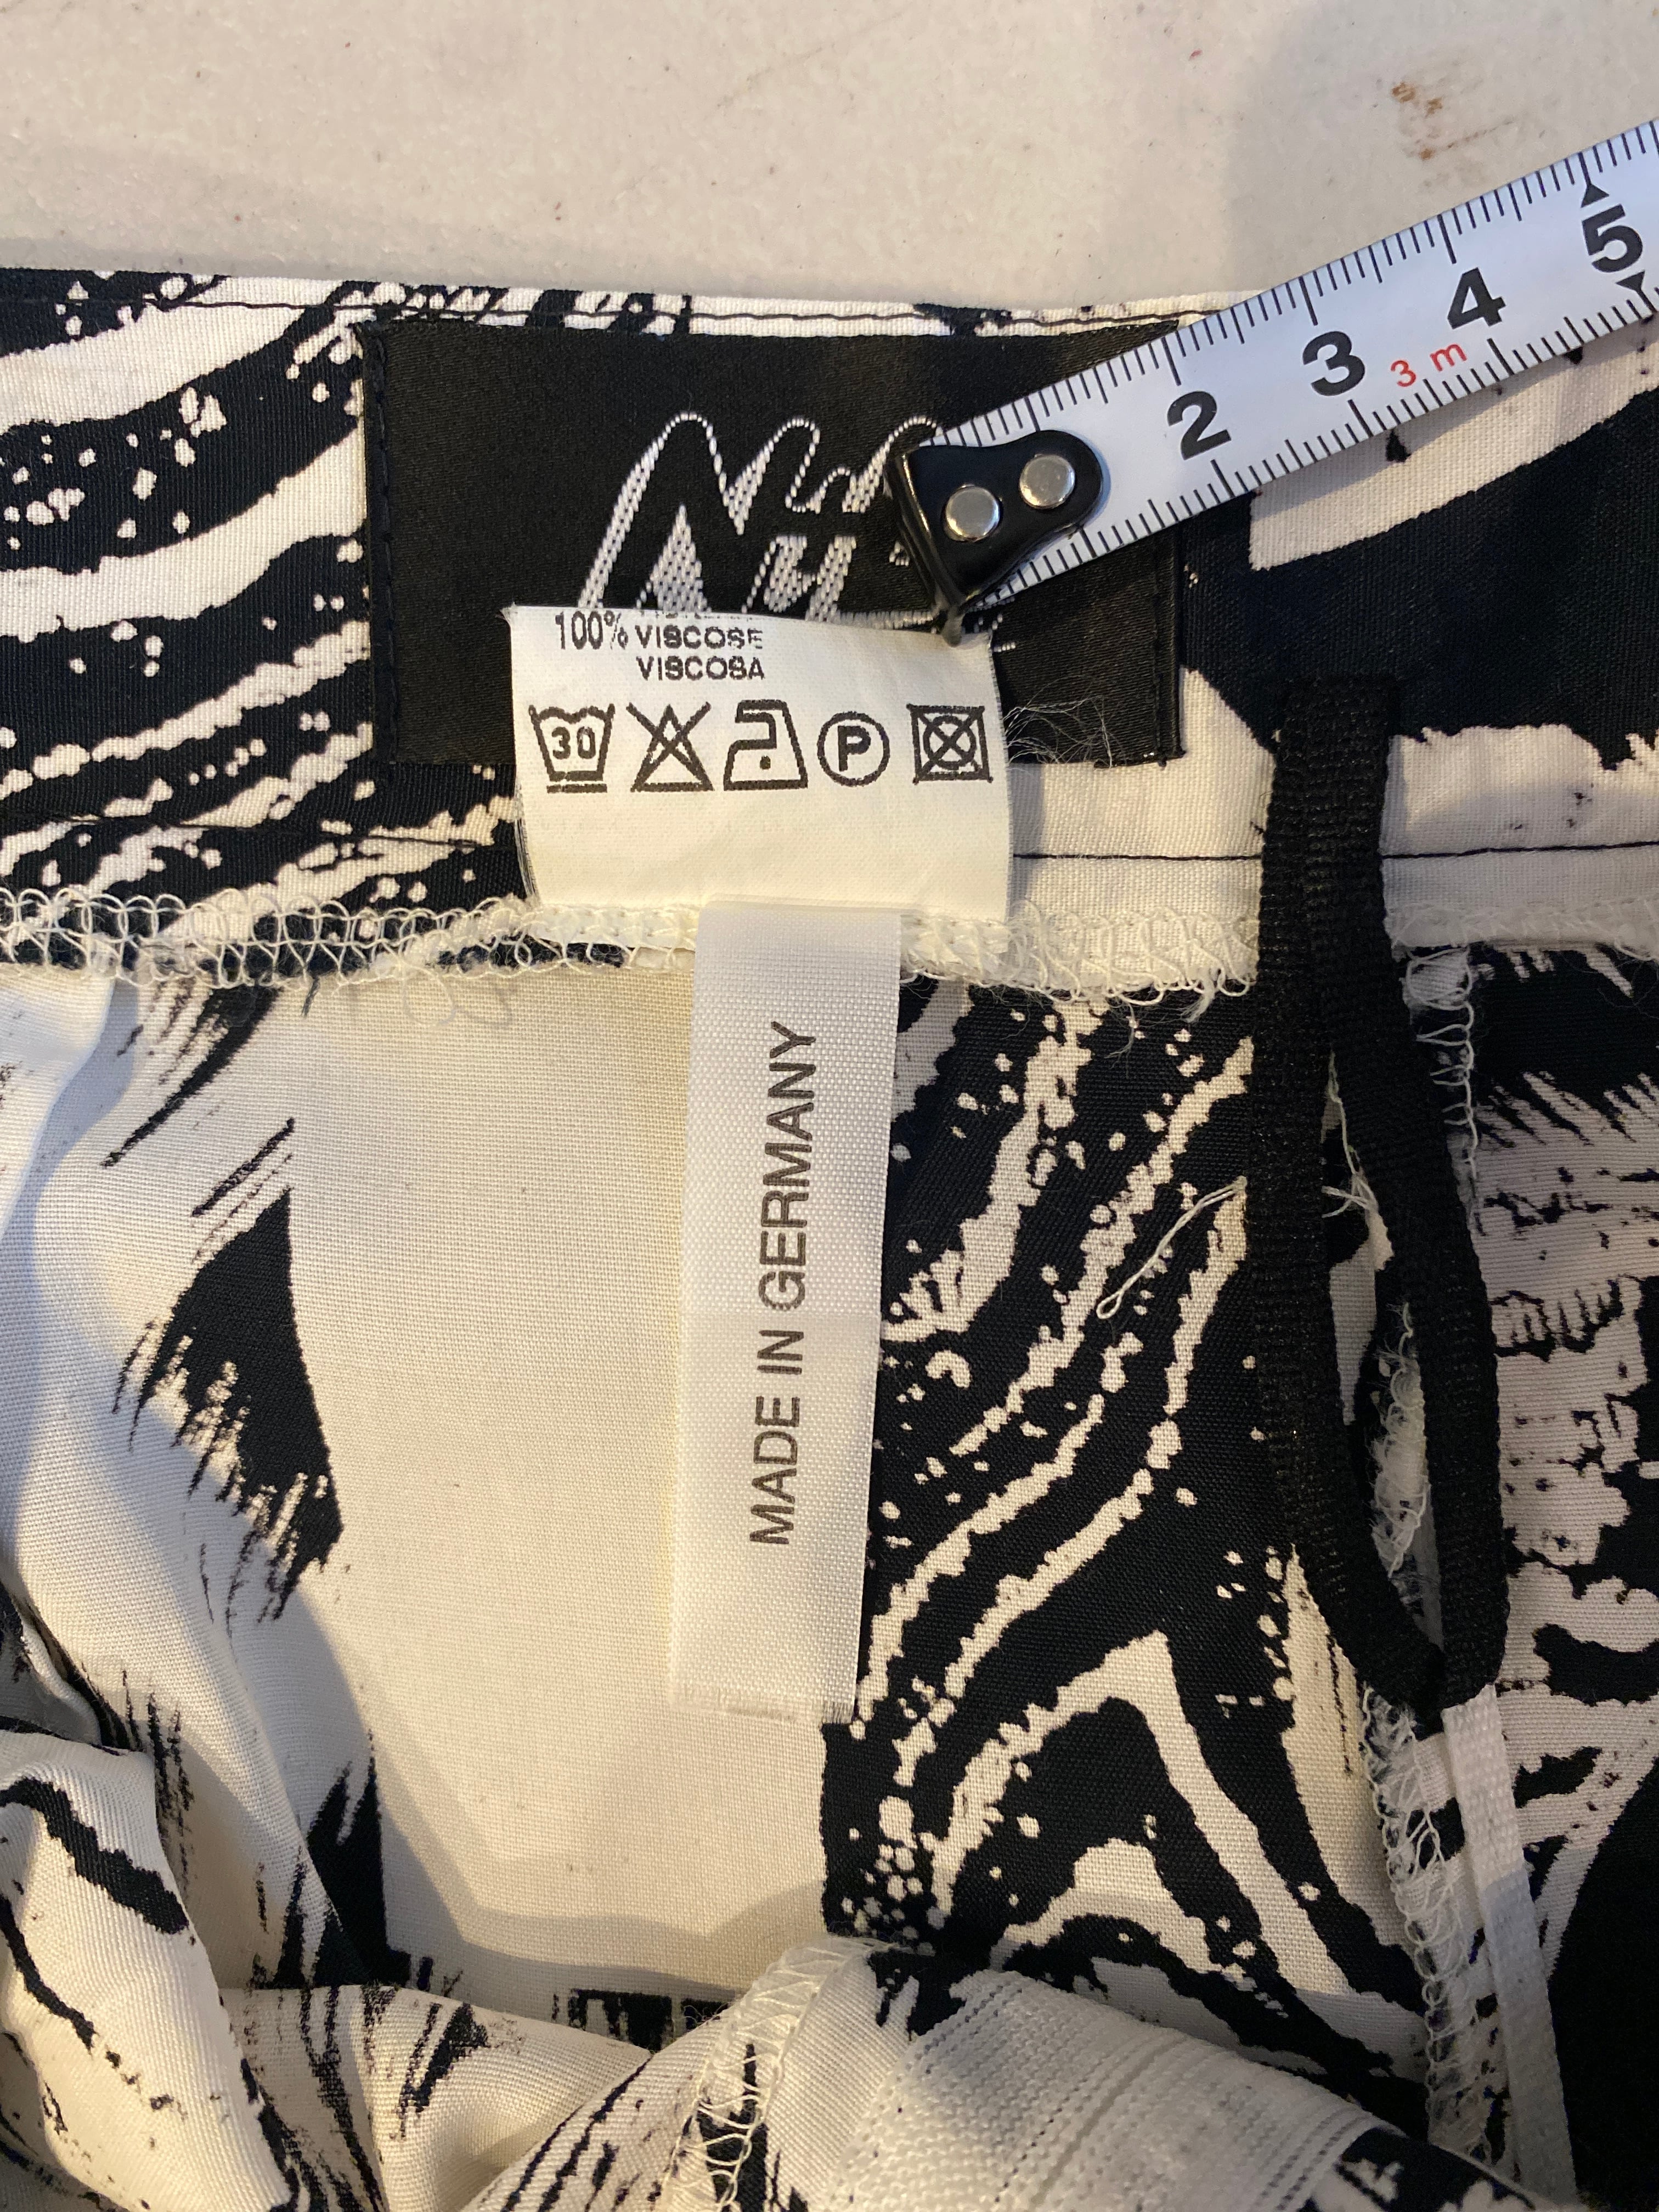 2 3 4 5
3 m
100% VISCOSE
VISCOSA
30 P
MADE IN GERMANY